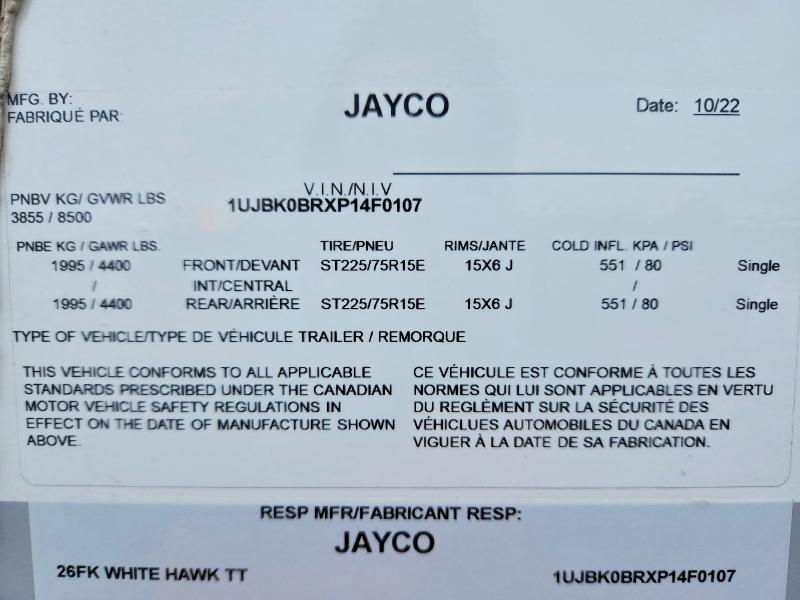 MFG. BY: JAYCO Date: 10/22
FABRIQUÉ PAR:
V.I.N./N.I.V
PNBV KG/ GVWR LBS 1UJBK0BRXP14F0107
3855 / 8500
PNBE KG / GAWR LBS. TIRE/PNEU RIMS/JANTE COLD INFL. KPA / PSI
1995 / 4400 FRONT/DEVANT ST225/75R15E 15X6 J 551 / 80 Single
/ INT/CENTRAL /
1995 / 4400 REAR/ARRIÈRE ST225/75R15E 15X6 J 551 / 80 Single
TYPE OF VEHICLE/TYPE DE VÉHICULE TRAILER / REMORQUE
THIS VEHICLE CONFORMS TO ALL APPLICABLE
STANDARDS PRESCRIBED UNDER THE CANADIAN
MOTOR VEHICLE SAFETY REGULATIONS IN
EFFECT ON THE DATE OF MANUFACTURE SHOWN
ABOVE.
CE VÉHICULE EST CONFORME À TOUTES LES
NORMES QUI LUI SONT APPLICABLES EN VERTU
DU REGLÈMENT SUR LA SÉCURITÉ DES
VÉHICLUES AUTOMOBILES DU CANADA EN
VIGUER À LA DATE DE SA FABRICATION.
RESP MFR/FABRICANT RESP:
JAYCO
26FK WHITE HAWK TT 1UJBK0BRXP14F0107